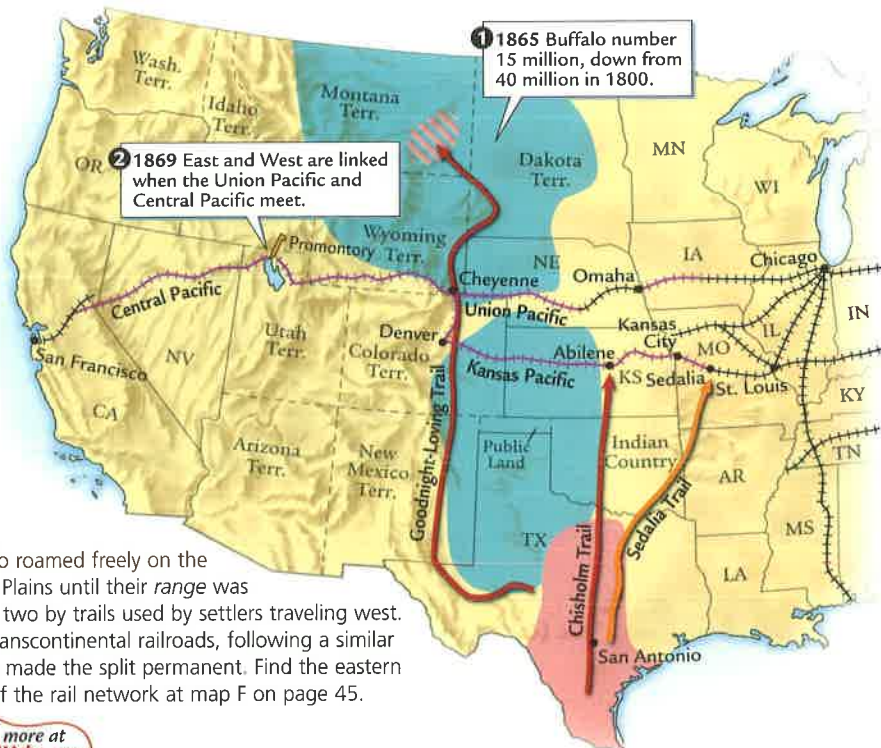 ❶ 1865 Buffalo number
15 million, down from
40 million in 1800.
Wash.
Terr.
Idaho
Terr.
Montana
Terr.
OR
❷ 1869 East and West are linked
when the Union Pacific and
Central Pacific meet.
Dakota
Terr.
MN
WI
Wyoming
Terr.
Promontory
NE
Omaha
IA
Chicago
Cheyenne
Central Pacific
Union Pacific
San Francisco
NV
Utah
Terr.
Denver
Colorado
Terr.
Kansas Pacific
Abilene
KS
Kansas
City
MO
Sedalia
St. Louis
IL
IN
KY
CA
Arizona
Terr.
New
Mexico
Terr.
Goodnight-Loving Trail
Public
Land
Indian
Country
Sedalia Trail
AR
TN
MS
LA
TX
Chisholm Trail
San Antonio
o roamed freely on the
Plains until their range was
two by trails used by settlers traveling west.
anscontinental railroads, following a similar
made the split permanent. Find the eastern
f the rail network at map F on page 45.
more at